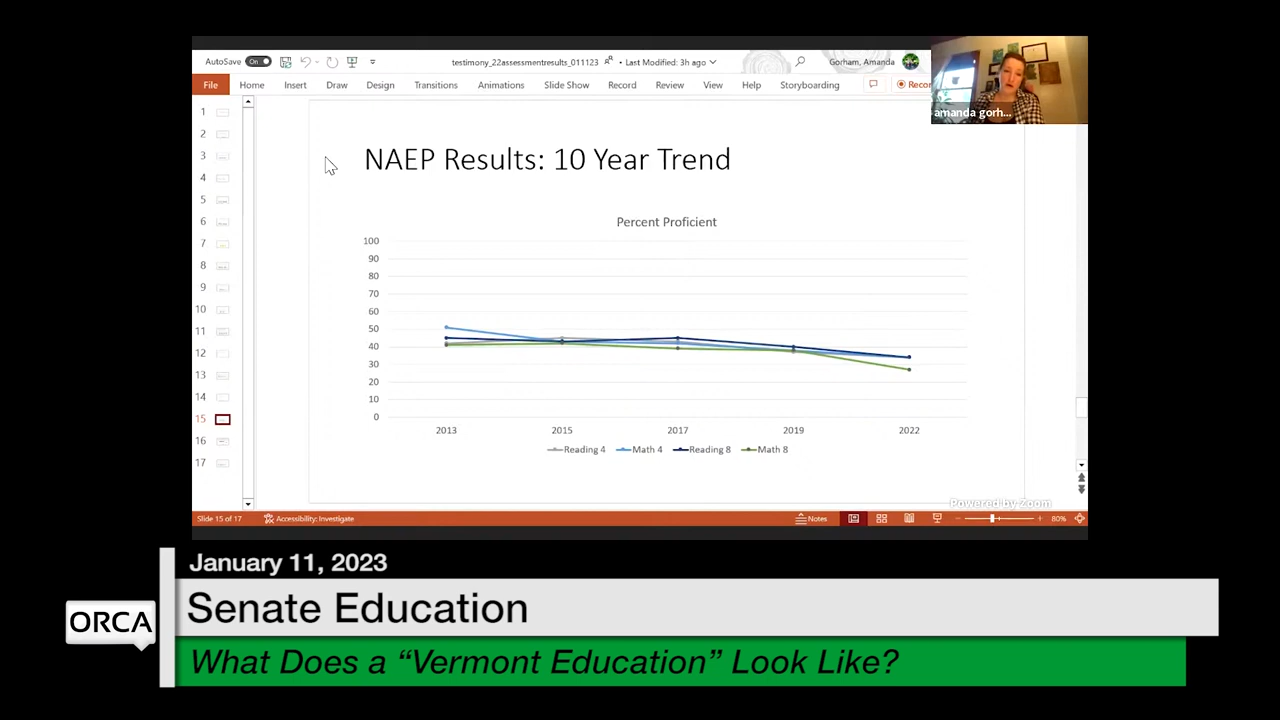 AutoSave On testimony_22assessmentresults_011123 • Last Modified: 3h ago Gorham, Amanda
File Home Insert Draw Design Transitions Animations Slide Show Record Review View Help Storyboarding Recor
amanda gorh...
1
2
3
4
5
6
7
8
9
10
11
12
13
14
15
16
17
NAEP Results: 10 Year Trend
Percent Proficient
100
90
80
70
60
50
40
30
20
10
0
2013 2015 2017 2019 2022
Reading 4 Math 4 Reading 8 Math 8
Powered by Zoom
Slide 15 of 17 Accessibility: Investigate Notes 80%
January 11, 2023
Senate Education
ORCA
What Does a “Vermont Education” Look Like?